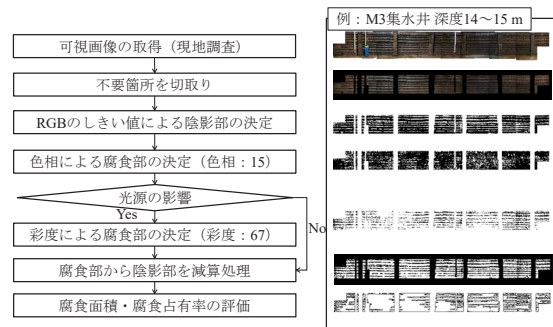 例：M3集水井 深度14～15 m
可視画像の取得（現地調査）
不要箇所を切取り
RGBのしきい値による陰影部の決定
色相による腐食部の決定（色相：15）
光源の影響
Yes
No
彩度による腐食部の決定（彩度：67）
腐食部から陰影部を減算処理
腐食面積・腐食占有率の評価